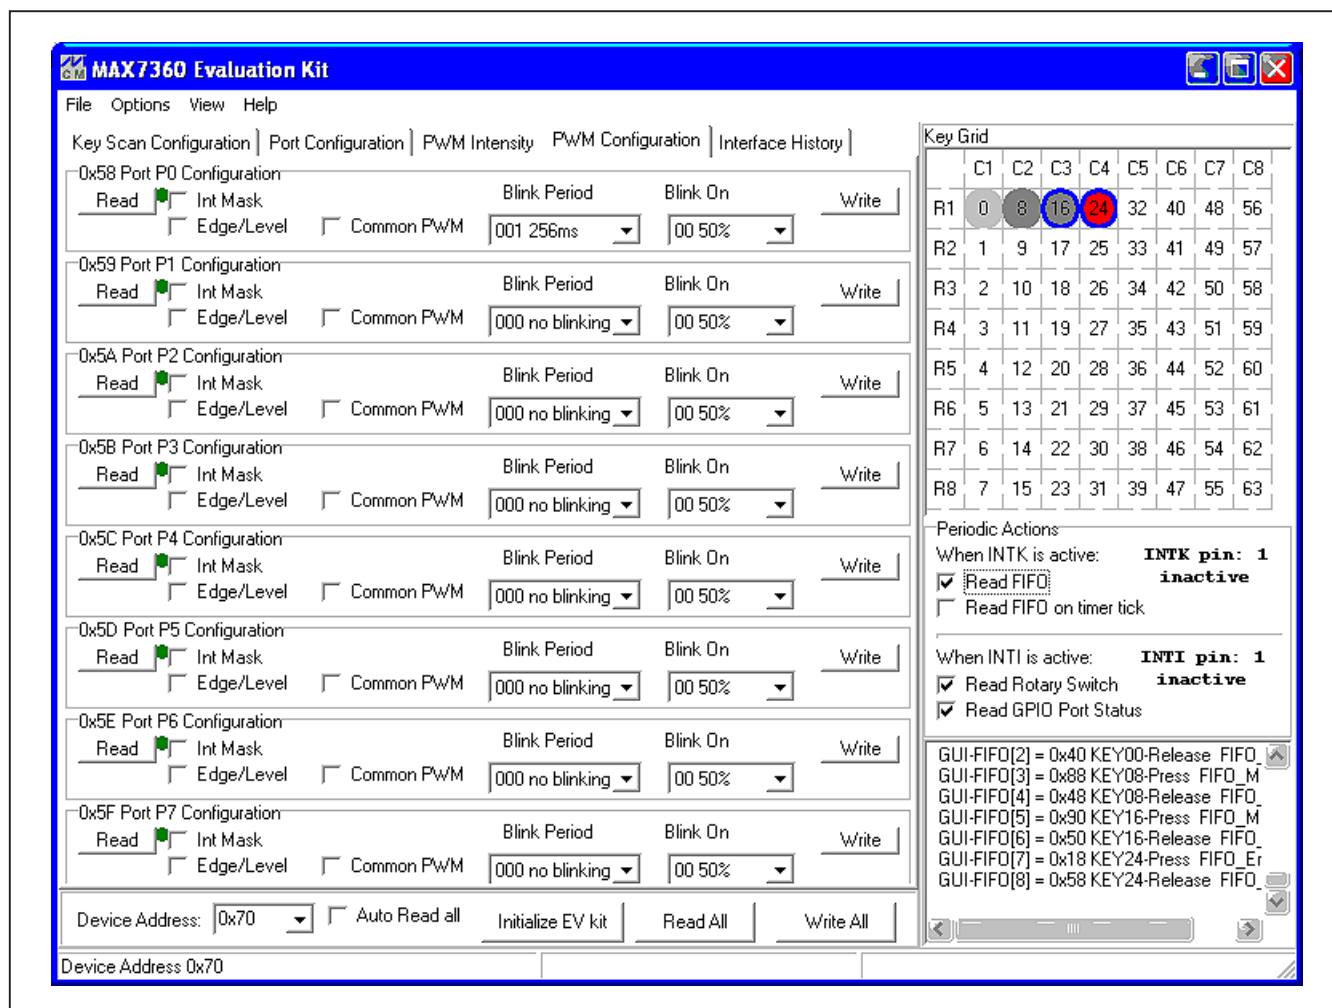 MAX7360 Evaluation Kit
File Options View Help
Key Scan Configuration Port Configuration PWM Intensity PWM Configuration Interface History
0x58 Port P0 Configuration
Read Int Mask Blink Period Blink On Write
Edge/Level Common PWM 001 256ms 00 50%
0x59 Port P1 Configuration
Read Int Mask Blink Period Blink On Write
Edge/Level Common PWM 000 no blinking 00 50%
0x5A Port P2 Configuration
Read Int Mask Blink Period Blink On Write
Edge/Level Common PWM 000 no blinking 00 50%
0x5B Port P3 Configuration
Read Int Mask Blink Period Blink On Write
Edge/Level Common PWM 000 no blinking 00 50%
0x5C Port P4 Configuration
Read Int Mask Blink Period Blink On Write
Edge/Level Common PWM 000 no blinking 00 50%
0x5D Port P5 Configuration
Read Int Mask Blink Period Blink On Write
Edge/Level Common PWM 000 no blinking 00 50%
0x5E Port P6 Configuration
Read Int Mask Blink Period Blink On Write
Edge/Level Common PWM 000 no blinking 00 50%
0x5F Port P7 Configuration
Read Int Mask Blink Period Blink On Write
Edge/Level Common PWM 000 no blinking 00 50%
Device Address: 0x70 Auto Read all Initialize EV kit Read All Write All
Device Address 0x70
Key Grid
C1 C2 C3 C4 C5 C6 C7 C8
R1 0 8 16 24 32 40 48 56
R2 1 9 17 25 33 41 49 57
R3 2 10 18 26 34 42 50 58
R4 3 11 19 27 35 43 51 59
R5 4 12 20 28 36 44 52 60
R6 5 13 21 29 37 45 53 61
R7 6 14 22 30 38 46 54 62
R8 7 15 23 31 39 47 55 63
Periodic Actions
When INTK is active: INTK pin: 1
Read FIFO inactive
Read FIFO on timer tick
When INTI is active: INTI pin: 1
Read Rotary Switch inactive
Read GPIO Port Status
GUI-FIFO[2] = 0x40 KEY00-Release FIFO_
GUI-FIFO[3] = 0x88 KEY08-Press FIFO_M
GUI-FIFO[4] = 0x48 KEY08-Release FIFO_
GUI-FIFO[5] = 0x90 KEY16-Press FIFO_M
GUI-FIFO[6] = 0x50 KEY16-Release FIFO_
GUI-FIFO[7] = 0x18 KEY24-Press FIFO_Er
GUI-FIFO[8] = 0x58 KEY24-Release FIFO_